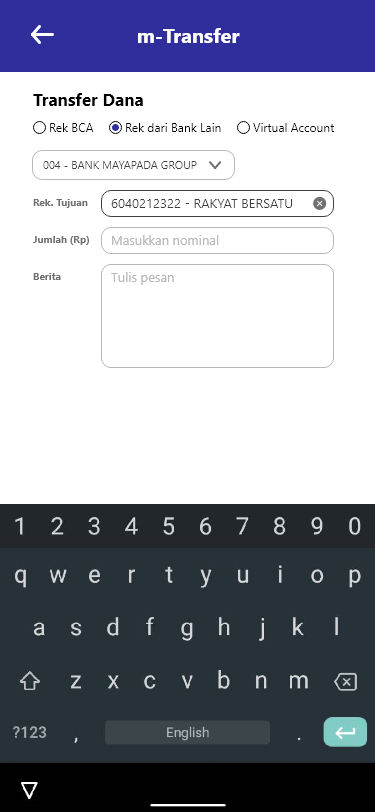 m-Transfer
Transfer Dana
Rek BCA Rek dari Bank Lain Virtual Account
004 - BANK MAYAPADA GROUP
Rek. Tujuan 6040212322 - RAKYAT BERSATU
Jumlah (Rp) Masukkan nominal
Berita Tulis pesan
1 2 3 4 5 6 7 8 9 0
q w e r t y u i o p
a s d f g h j k l
z x c v b n m
?123 , English .